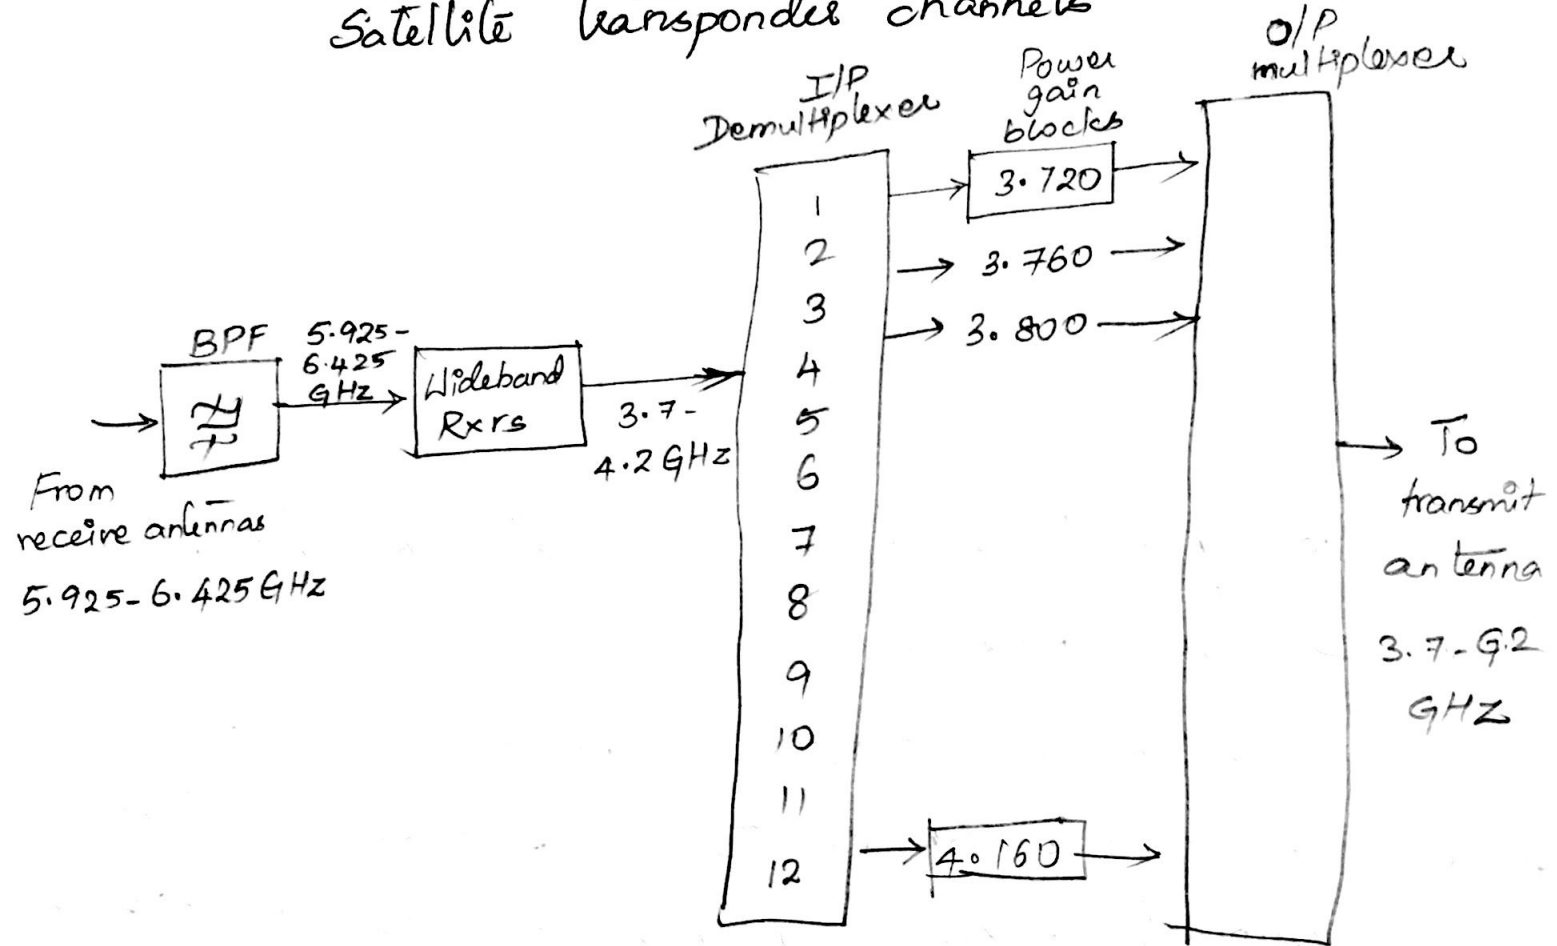 Satellite transponder channels
I/P
Demultiplexer
Power
gain
blocks
O/P
multiplexer
BPF
5.925-
6.425
GHz
Wideband
Rxrs
3.7-
4.2 GHz
From
receive antennas
5.925-6.425 GHz
1
2
3
4
5
6
7
8
9
10
11
12
3.720
3.760
3.800
4.160
To
transmit
antenna
3.7-G.2
GHz